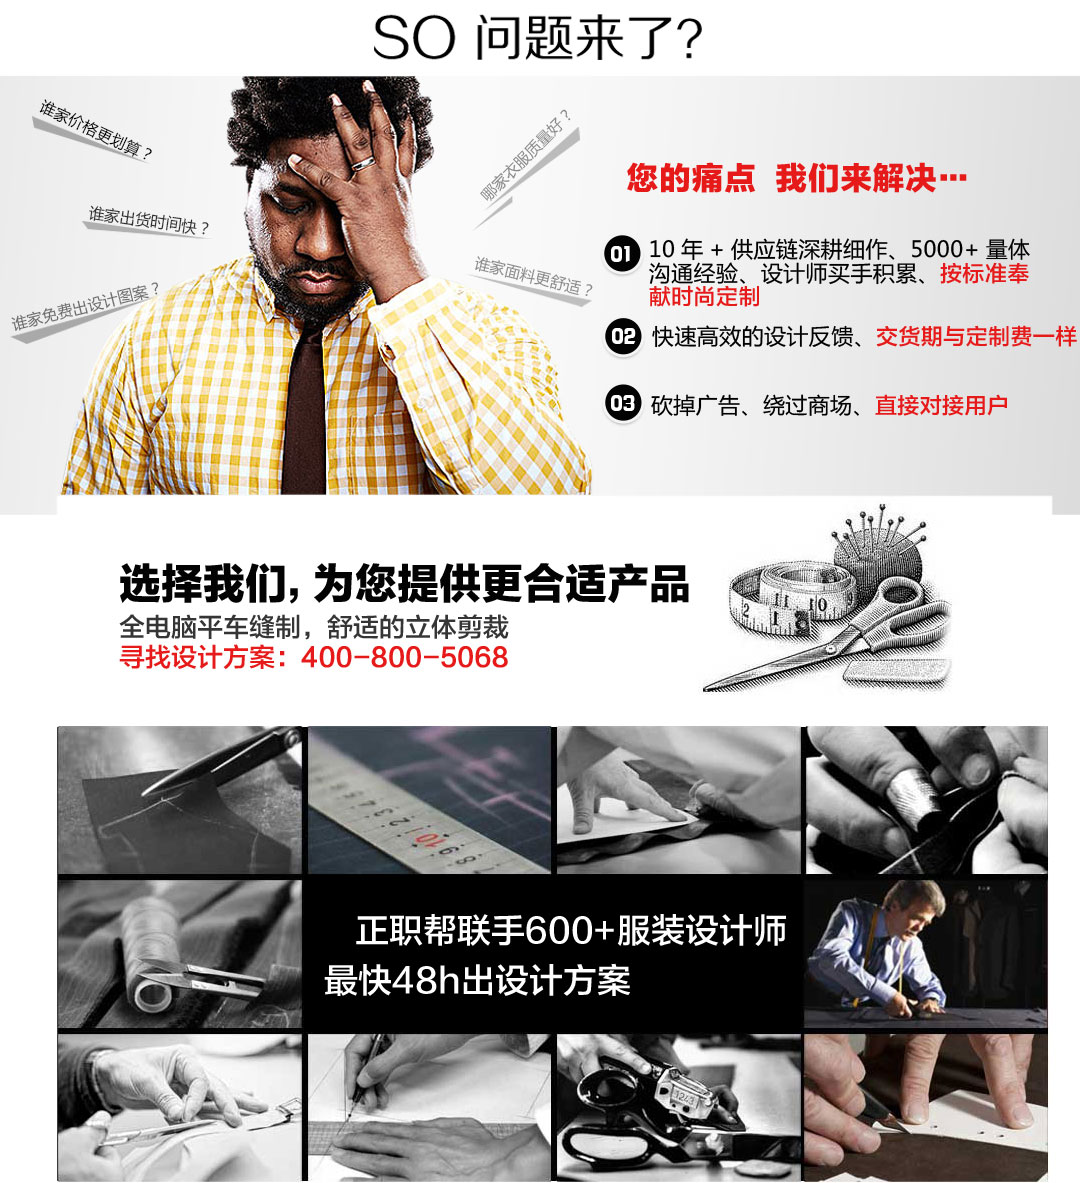 SO 问题来了?
谁家价格更划算?
哪家衣服质量好?
谁家出货时间快?
谁家面料更舒适?
谁家免费出设计图案?
您的痛点 我们来解决…
01 10 年 + 供应链深耕细作、5000+ 量体
沟通经验、设计师买手积累、按标准奉
献时尚定制
02 快速高效的设计反馈、交货期与定制费一样
03 砍掉广告、绕过商场、直接对接用户
选择我们，为您提供更合适产品
全电脑平车缝制，舒适的立体剪裁
寻找设计方案：400-800-5068
正职帮联手600+服装设计师
最快48h出设计方案